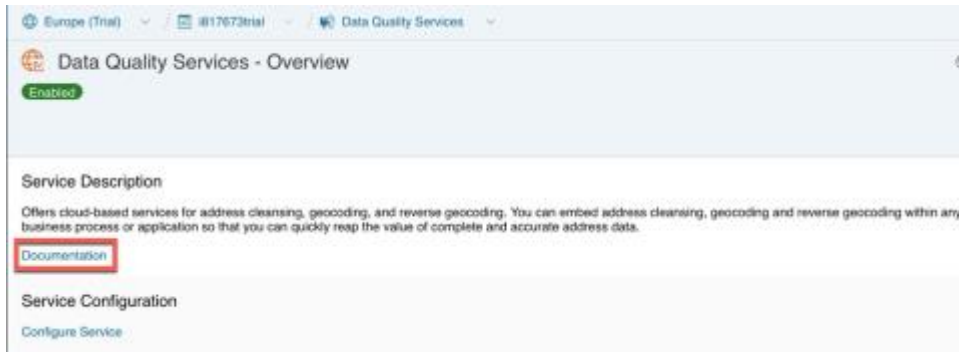 Europe (Trial) / i817673trial / Data Quality Services
Data Quality Services - Overview
Enabled
Service Description
Offers cloud-based services for address cleansing, geocoding, and reverse geocoding. You can embed address cleansing, geocoding and reverse geocoding within any
business process or application so that you can quickly reap the value of complete and accurate address data.
Documentation
Service Configuration
Configure Service